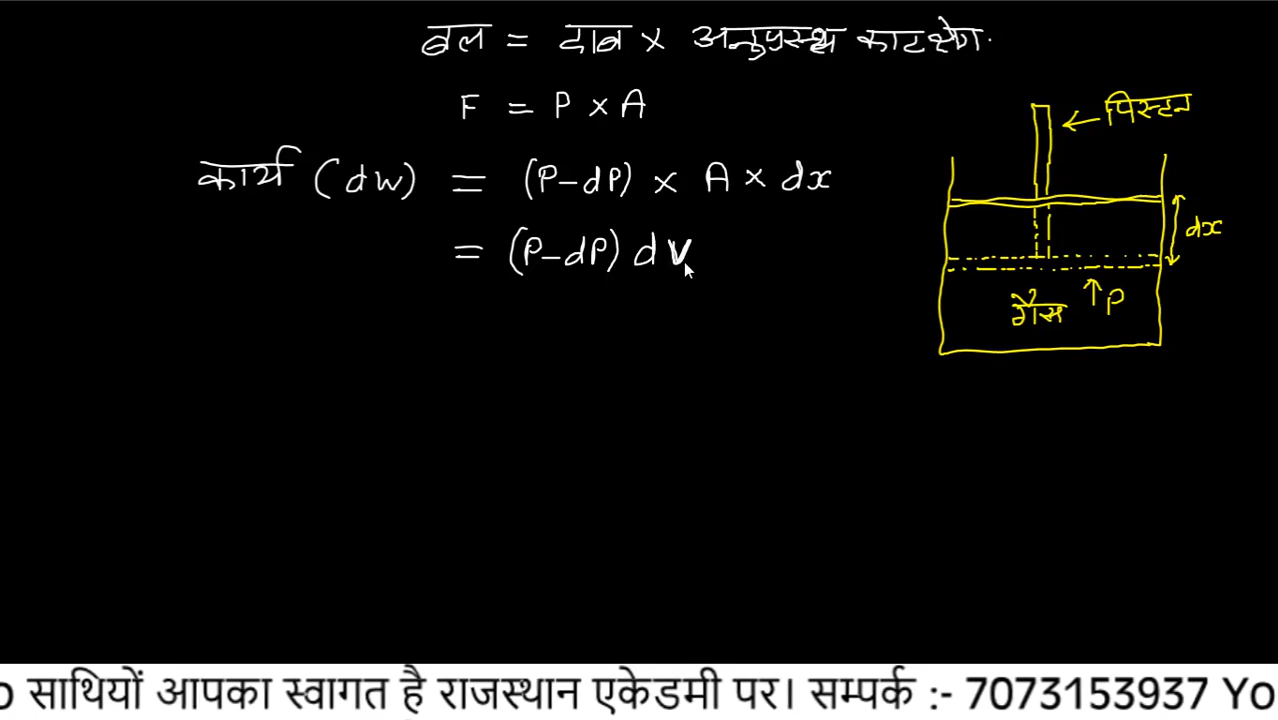 बल = दाब × अनुप्रस्थ काट क्षेत्र.
F = P × A
कार्य (dw) = (P-dP) × A × dx
= (P-dP) dv
← पिस्टन
dx
गैस ↑ P
o साथियों आपका स्वागत है राजस्थान एकेडमी पर। सम्पर्क :- 7073153937 Yo